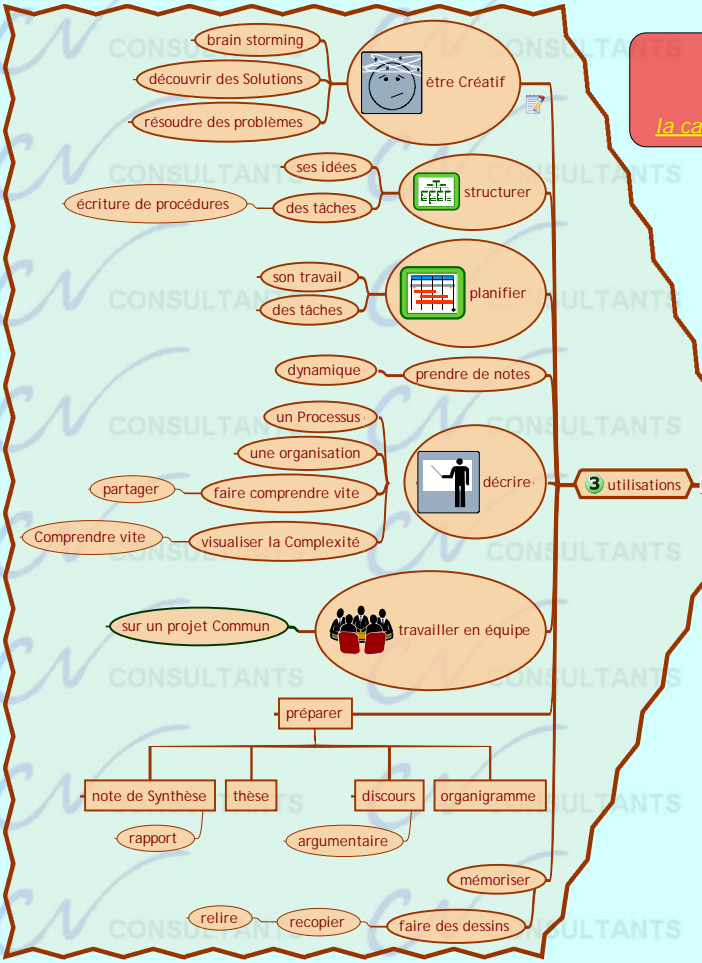 brain storming
découvrir des Solutions
résoudre des problèmes
être Créatif
la ca
ses idées
des tâches
écriture de procédures
structurer
son travail
des tâches
planifier
dynamique
prendre de notes
un Processus
une organisation
faire comprendre vite
partager
visualiser la Complexité
Comprendre vite
décrire
3 utilisations
sur un projet Commun
travailler en équipe
préparer
note de Synthèse
thèse
discours
organigramme
rapport
argumentaire
mémoriser
relire
recopier
faire des dessins
CONSULTANTS